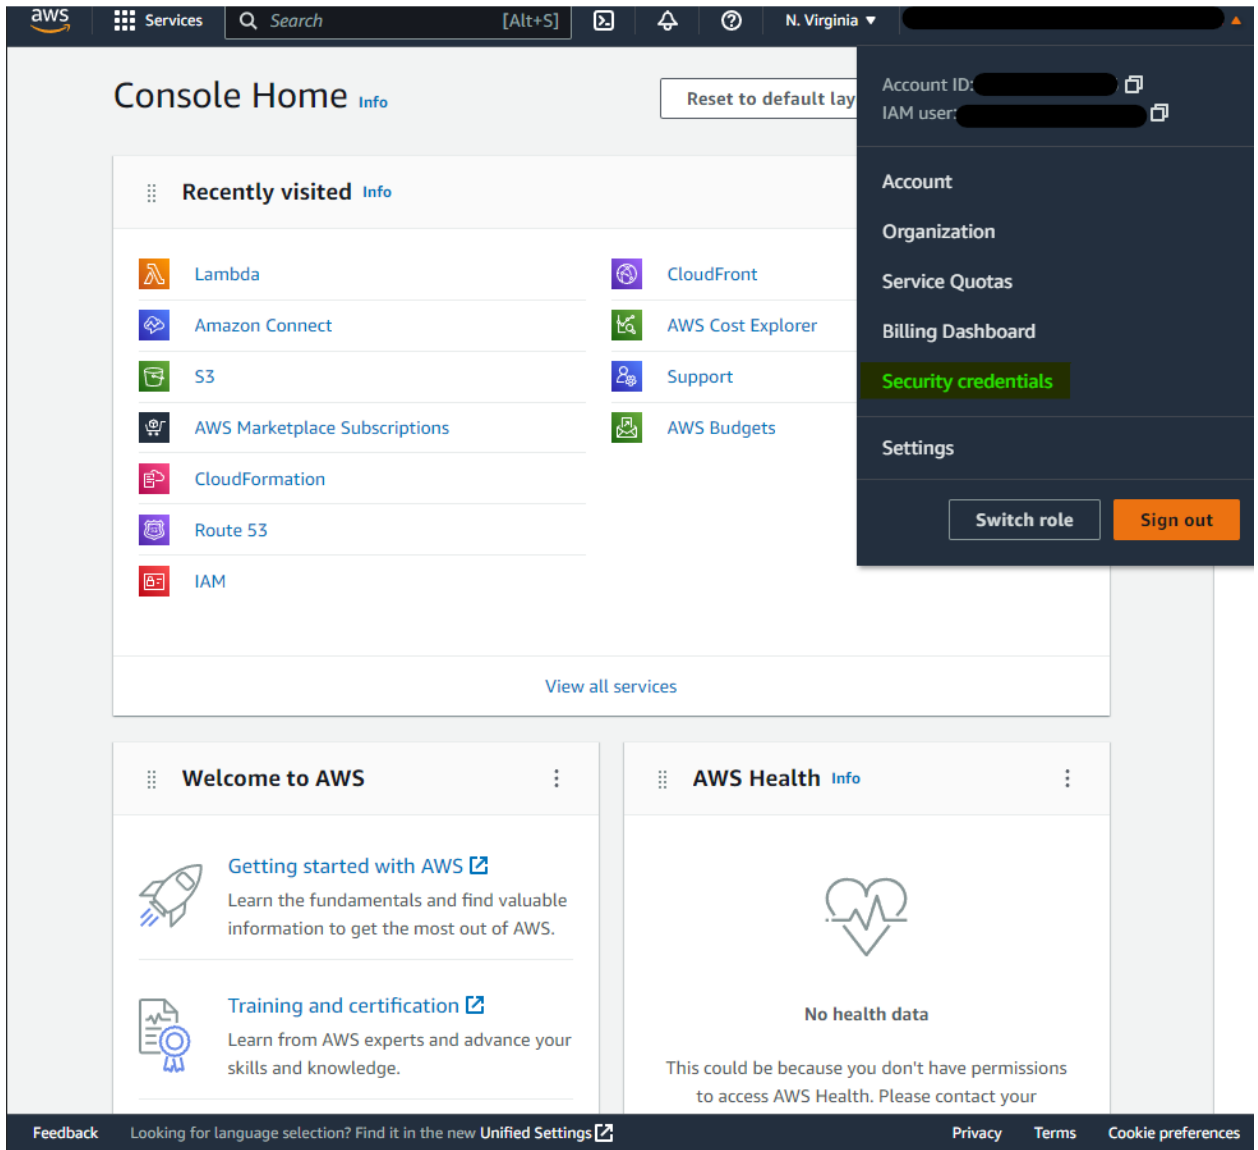 aws
Services
Search
[Alt+S]
N. Virginia
Account ID:
IAM user:
Account
Organization
Service Quotas
Billing Dashboard
Security credentials
Settings
Switch role
Sign out
Console Home Info
Reset to default lay
Recently visited Info
Lambda
Amazon Connect
S3
AWS Marketplace Subscriptions
CloudFormation
Route 53
IAM
CloudFront
AWS Cost Explorer
Support
AWS Budgets
View all services
Welcome to AWS
Getting started with AWS
Learn the fundamentals and find valuable
information to get the most out of AWS.
Training and certification
Learn from AWS experts and advance your
skills and knowledge.
AWS Health Info
No health data
This could be because you don't have permissions
to access AWS Health. Please contact your
Feedback
Looking for language selection? Find it in the new Unified Settings
Privacy
Terms
Cookie preferences